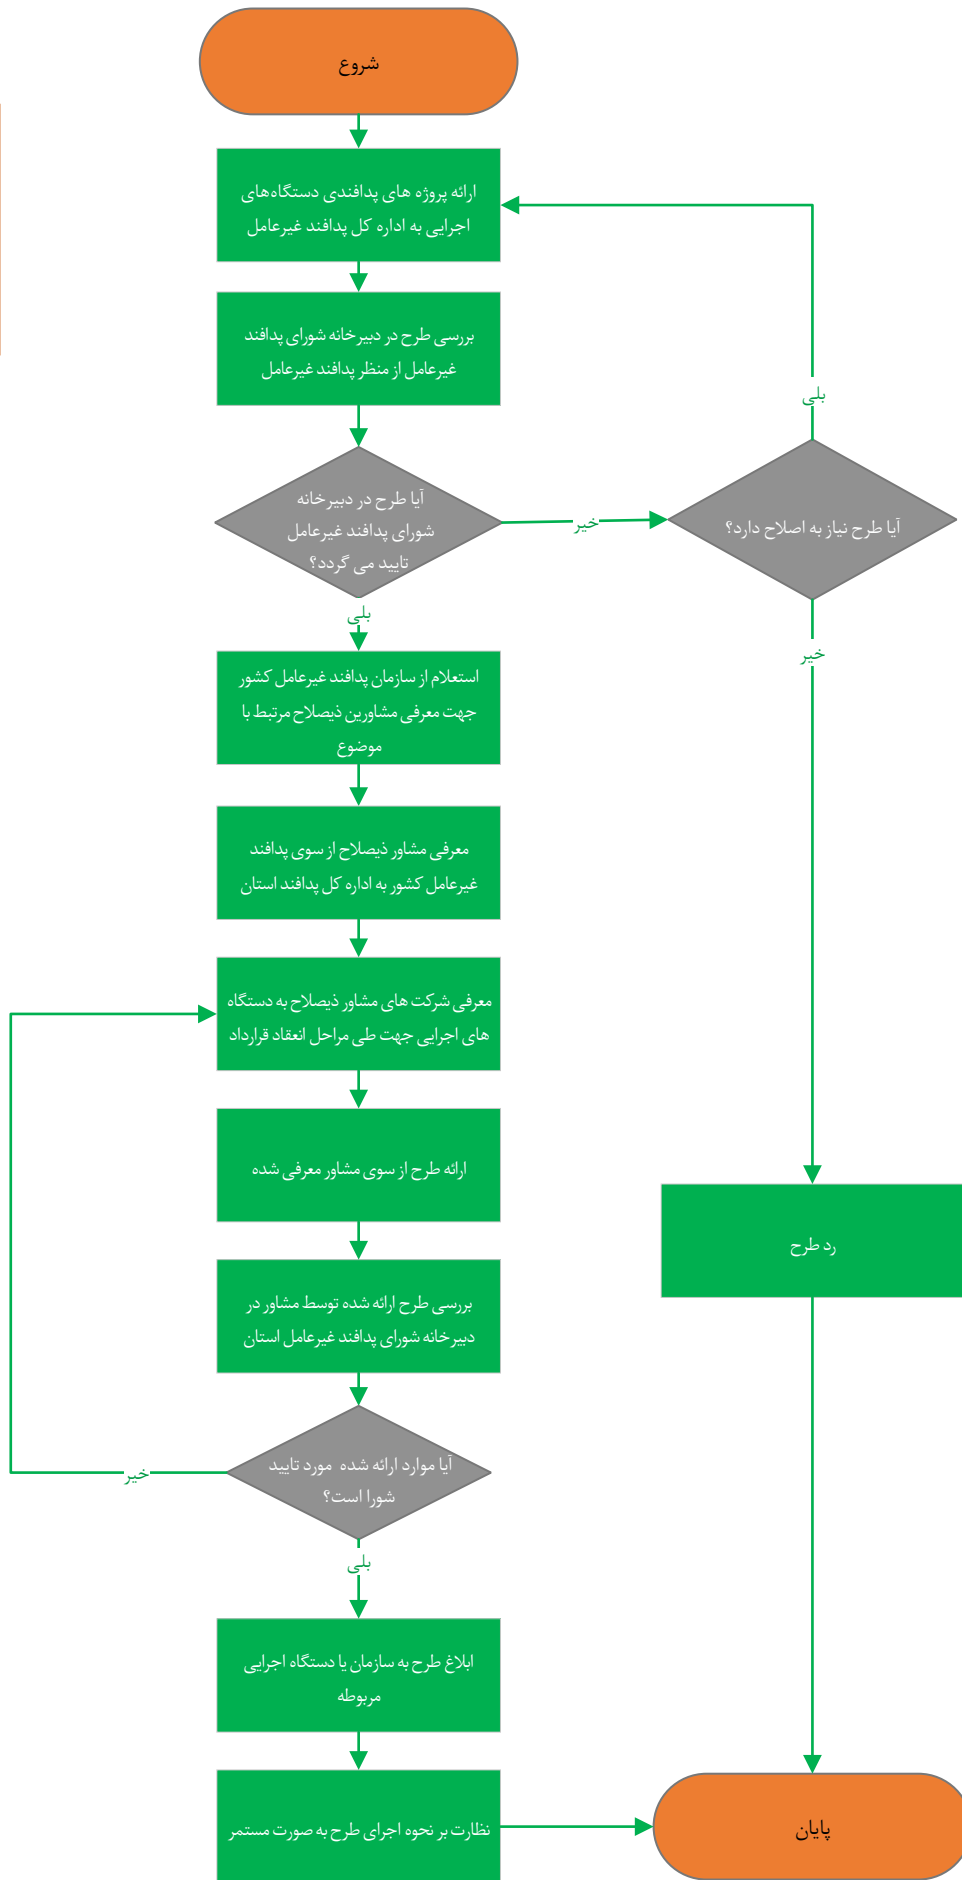 شروع
ارائه پروژه های پدافندی دستگاه‌های
اجرایی به اداره کل پدافند غیرعامل
بررسی طرح در دبیرخانه شورای پدافند
غیرعامل از منظر پدافند غیرعامل
بلی
آیا طرح در دبیرخانه
شورای پدافند غیرعامل
تایید می گردد؟
خیر
آیا طرح نیاز به اصلاح دارد؟
بلی
خیر
استعلام از سازمان پدافند غیرعامل کشور
جهت معرفی مشاورین ذیصلاح مرتبط با
موضوع
معرفی مشاور ذیصلاح از سوی پدافند
غیرعامل کشور به اداره کل پدافند استان
معرفی شرکت های مشاور ذیصلاح به دستگاه
های اجرایی جهت طی مراحل انعقاد قرارداد
ارائه طرح از سوی مشاور معرفی شده
رد طرح
بررسی طرح ارائه شده توسط مشاور در
دبیرخانه شورای پدافند غیرعامل استان
آیا موارد ارائه شده مورد تایید
شورا است؟
خیر
بلی
ابلاغ طرح به سازمان یا دستگاه اجرایی
مربوطه
نظارت بر نحوه اجرای طرح به صورت مستمر
پایان